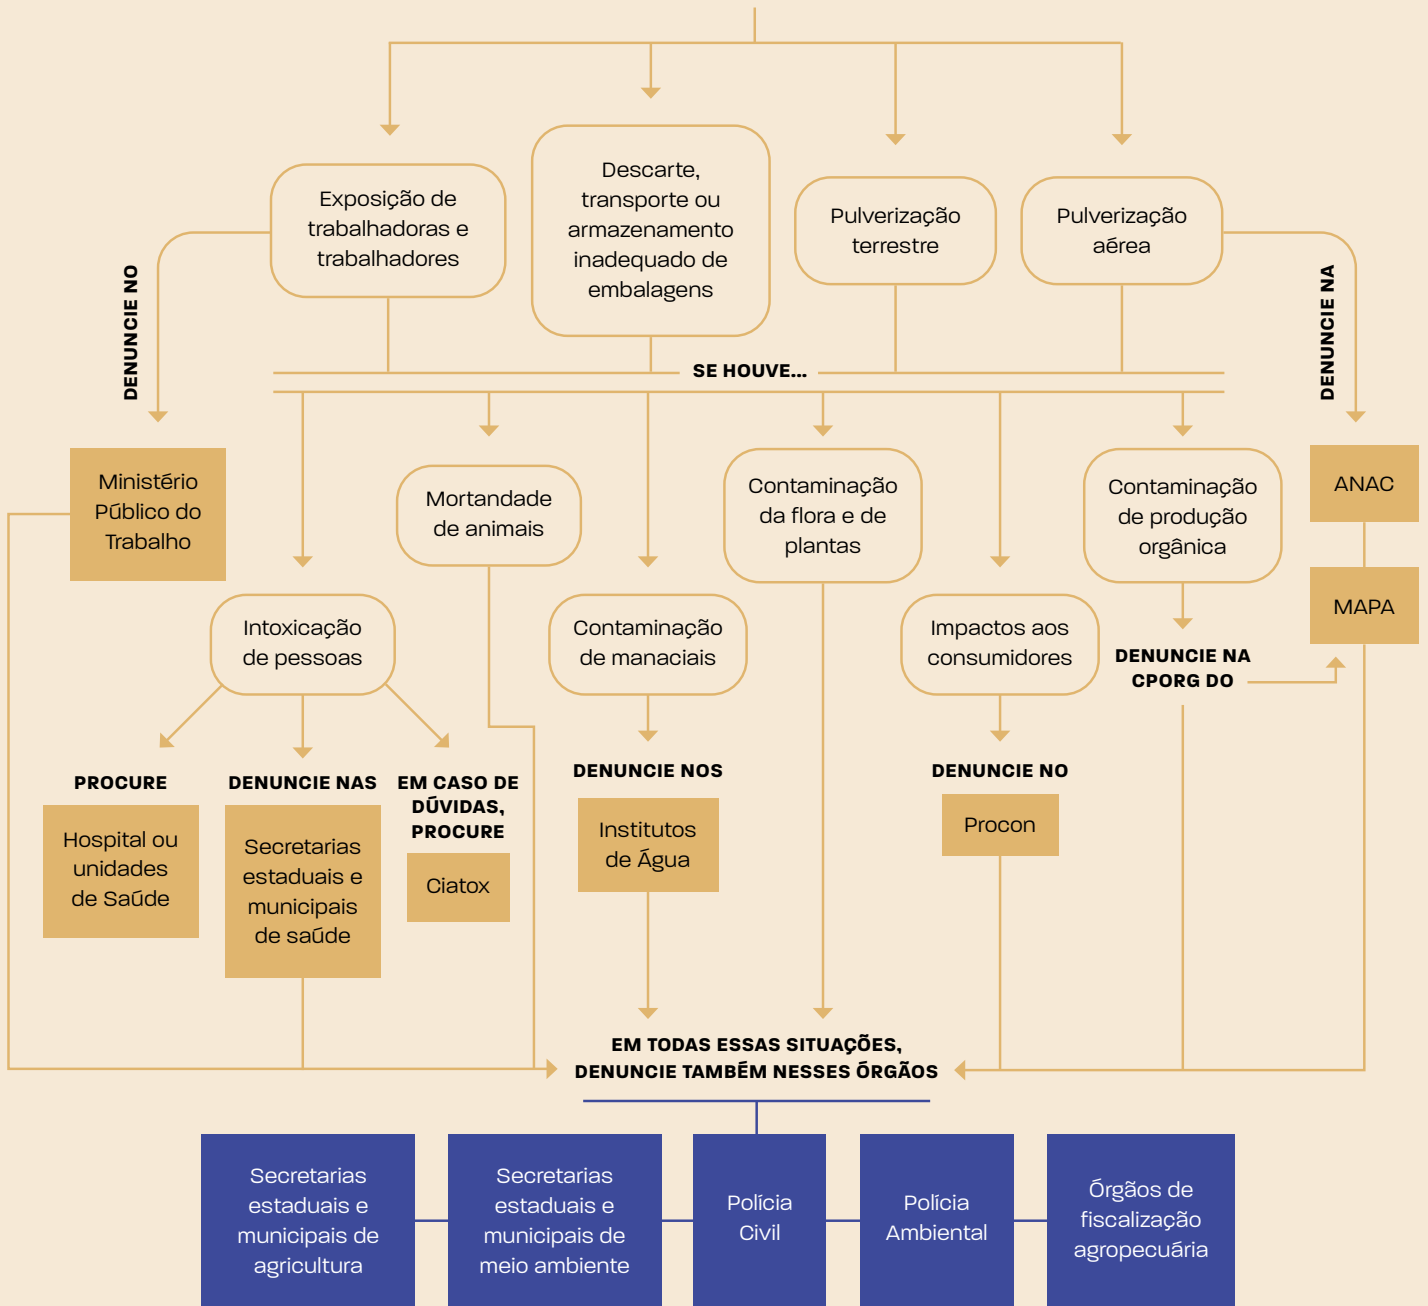 Exposição de
trabalhadoras e
trabalhadores
Descarte,
transporte ou
armazenamento
inadequado de
embalagens
Pulverização
terrestre
Pulverização
aérea
DENUNCIE NO
DENUNCIE NA
SE HOUVE...
Ministério
Público do
Trabalho
Mortandade
de animais
Contaminação
da flora e de
plantas
Contaminação
de produção
orgânica
ANAC
MAPA
Intoxicação
de pessoas
Contaminação
de manaciais
Impactos aos
consumidores
DENUNCIE NA
CPORG DO
PROCURE
Hospital ou
unidades
de Saúde
DENUNCIE NAS
Secretarias
estaduais e
municipais
de saúde
EM CASO DE
DÚVIDAS,
PROCURE
Ciatox
DENUNCIE NOS
Institutos
de Água
DENUNCIE NO
Procon
EM TODAS ESSAS SITUAÇÕES,
DENUNCIE TAMBÉM NESSES ÓRGÃOS
Secretarias
estaduais e
municipais de
agricultura
Secretarias
estaduais e
municipais de
meio ambiente
Polícia
Civil
Polícia
Ambiental
Órgãos de
fiscalização
agropecuária